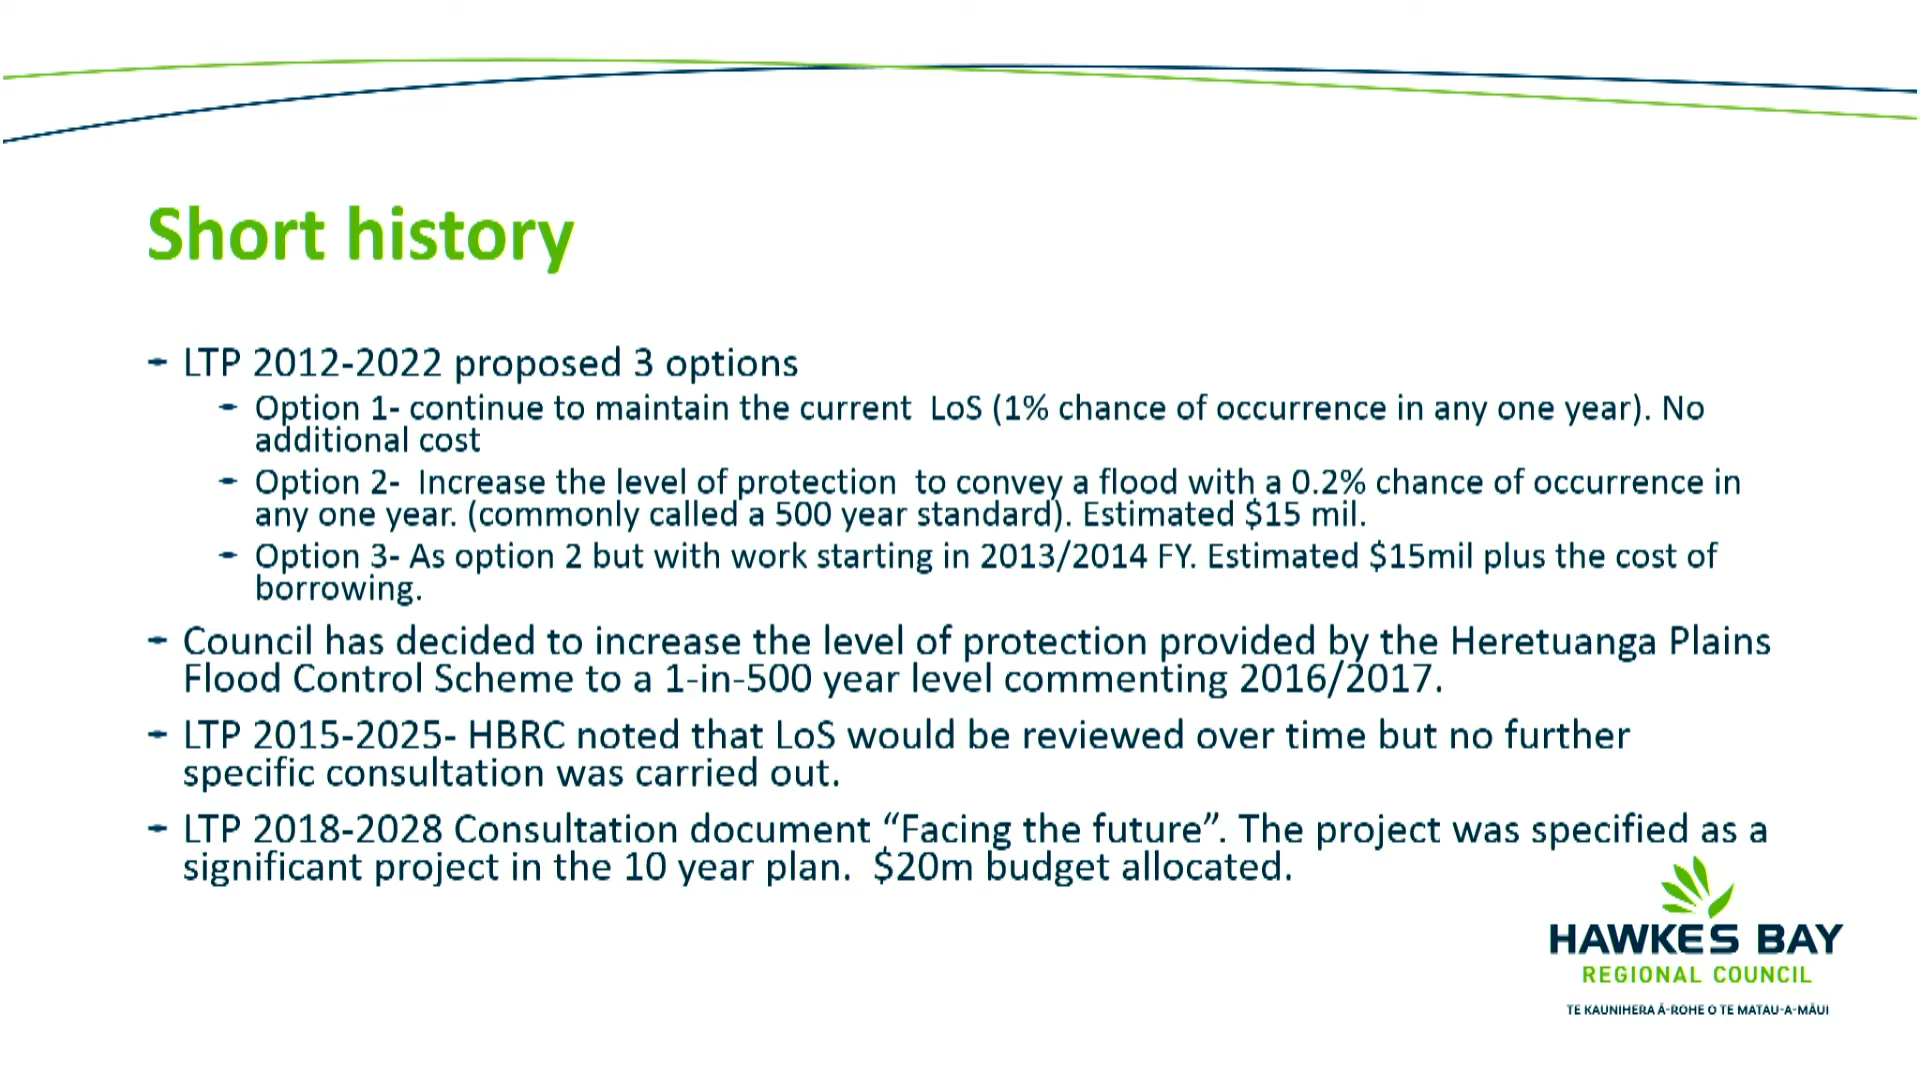 Short history
- LTP 2012-2022 proposed 3 options
- Option 1- continue to maintain the current  LoS (1% chance of occurrence in any one year). No
additional cost
- Option 2-  Increase the level of protection  to convey a flood with a 0.2% chance of occurrence in
any one year. (commonly called a 500 year standard). Estimated $15 mil.
- Option 3- As option 2 but with work starting in 2013/2014 FY. Estimated $15mil plus the cost of
borrowing.
- Council has decided to increase the level of protection provided by the Heretuanga Plains
Flood Control Scheme to a 1-in-500 year level commenting 2016/2017.
- LTP 2015-2025- HBRC noted that LoS would be reviewed over time but no further
specific consultation was carried out.
- LTP 2018-2028 Consultation document “Facing the future”. The project was specified as a
significant project in the 10 year plan.  $20m budget allocated.
HAWKES BAY
REGIONAL COUNCIL
TE KAUNIHERA Ā-ROHE O TE MATAU-A-MĀUI